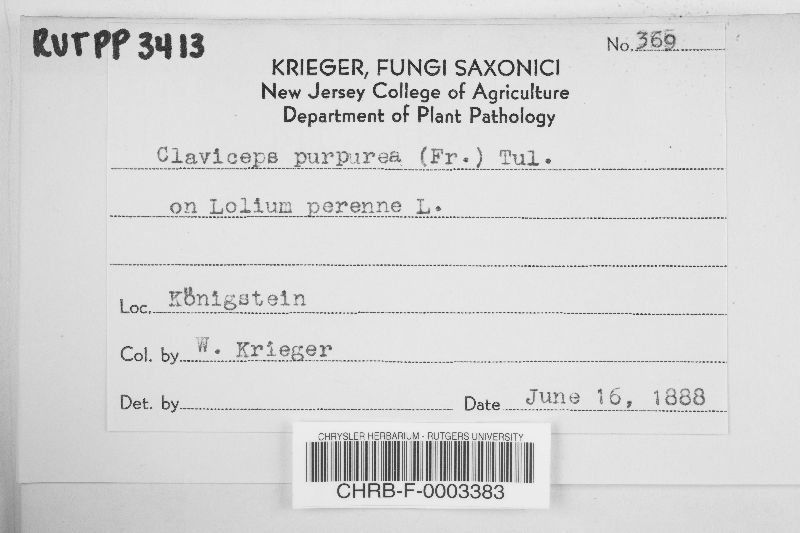 RUTPP 3413
No. 369
KRIEGER, FUNGI SAXONICI
New Jersey College of Agriculture
Department of Plant Pathology
Claviceps purpurea (Fr.) Tul.
on Lolium perenne L.
Loc. Königstein
Col. by W. Krieger
Det. by
Date June 16, 1888
CHRYSLER HERBARIUM - RUTGERS UNIVERSITY
CHRB-F-0003383